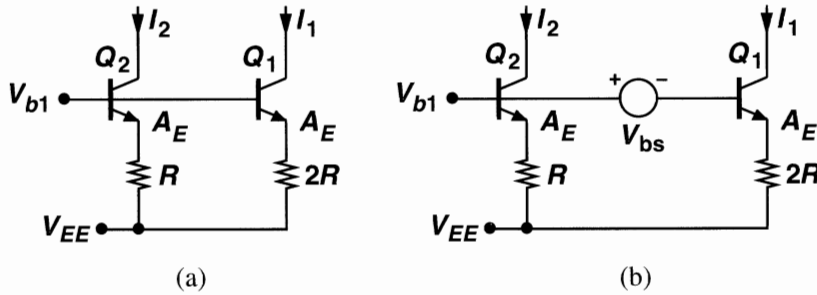 I2
I1
Q2
Q1
Vb1
AE
AE
R
2R
VEE
(a)
I2
I1
Q2
Q1
+ −
Vb1
AE
Vbs
AE
R
2R
VEE
(b)